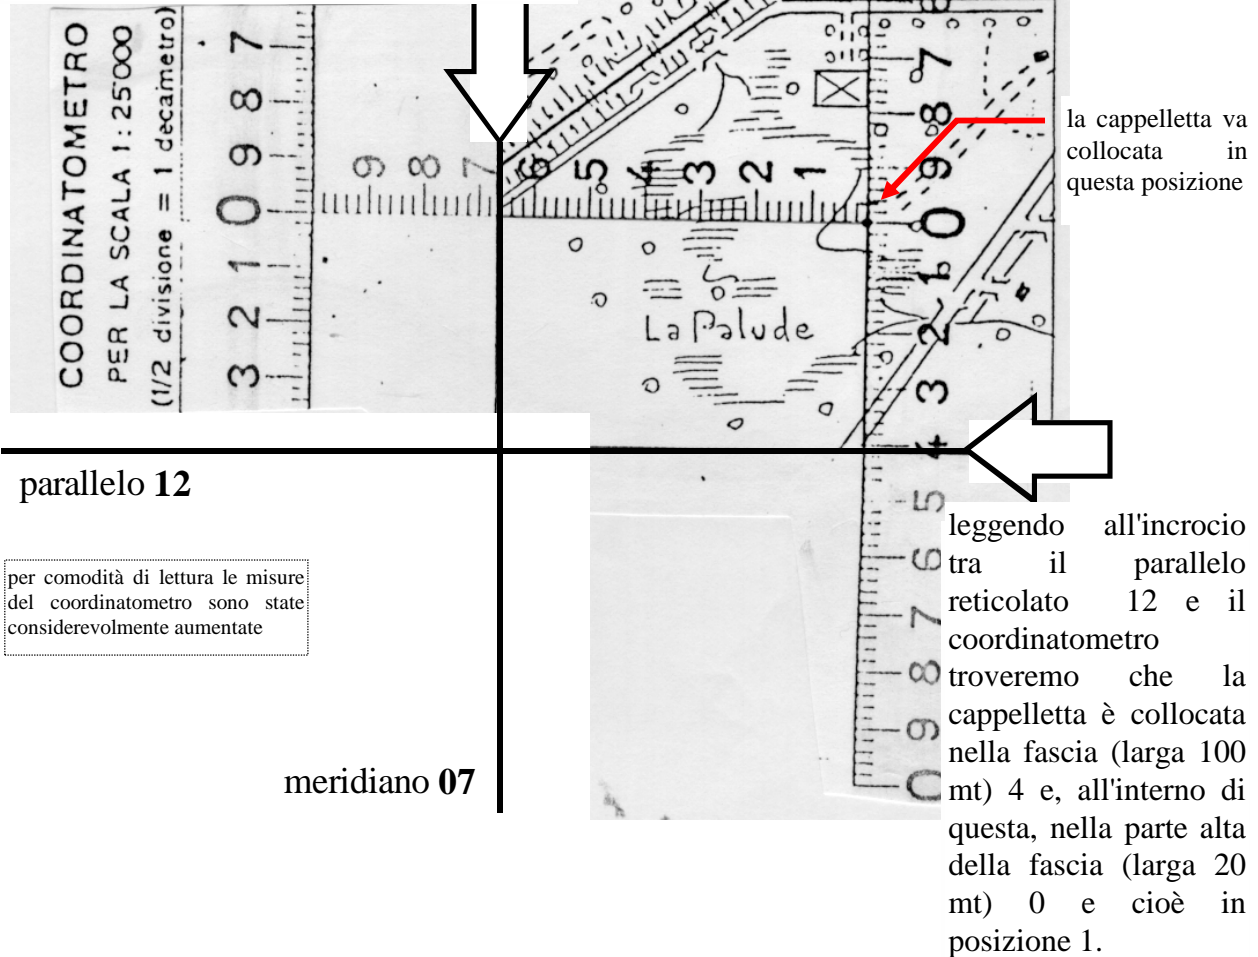 COORDINATOMETRO
PER LA SCALA 1:25'000
(1/2 divisione = 1 decametro)
7
8
9
0
1
2
3
9 8 7 6 5 4 3 2 1
8
7
8
9
0
1
2
3
4
5
6
7
8
9
0
La Palude
la cappelletta va
collocata in
questa posizione
parallelo 12
per comodità di lettura le misure
del coordinatometro sono state
considerevolmente aumentate
meridiano 07
leggendo all'incrocio
tra il parallelo
reticolato 12 e il
coordinatometro
troveremo che la
cappelletta è collocata
nella fascia (larga 100
mt) 4 e, all'interno di
questa, nella parte alta
della fascia (larga 20
mt) 0 e cioè in
posizione 1.